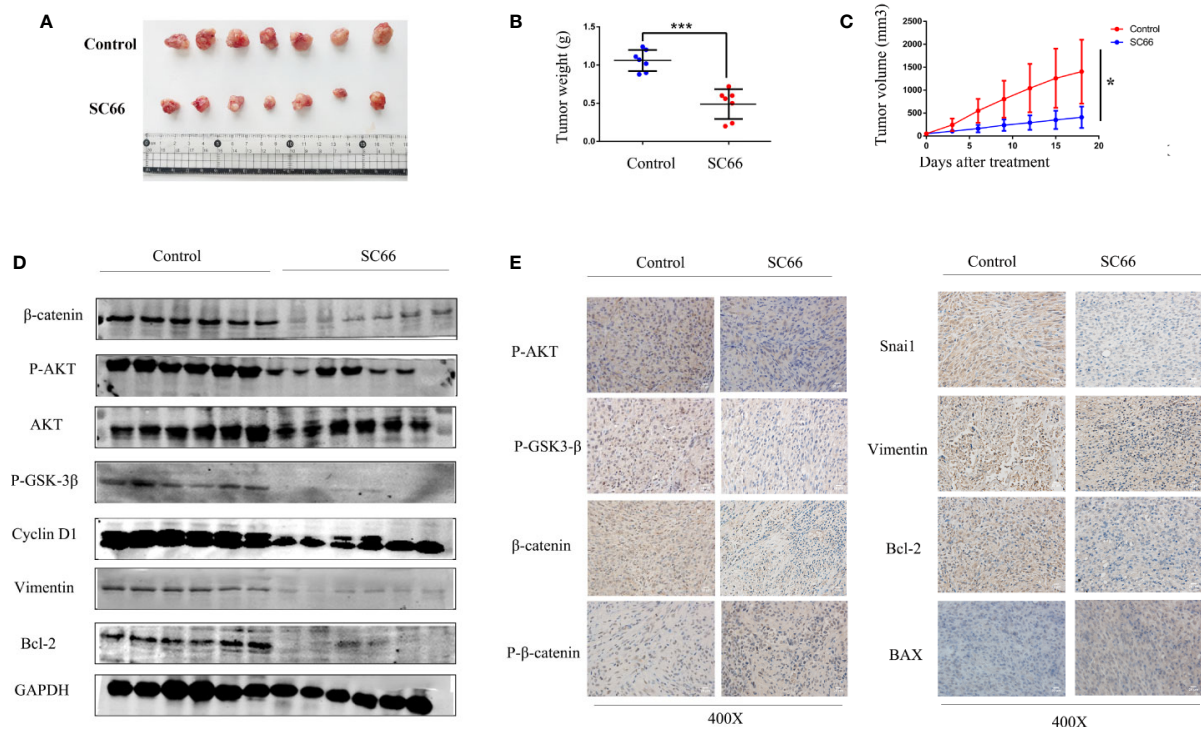 A
Control
SC66
B
Tumor weight (g)
1.5
1.0
0.5
0.0
***
Control
SC66
C
Tumor volume (mm3)
2500
2000
1500
1000
500
0
0
5
10
15
20
Days after treatment
Control
SC66
*
D
Control
SC66
β-catenin
P-AKT
AKT
P-GSK-3β
Cyclin D1
Vimentin
Bcl-2
GAPDH
E
Control
SC66
P-AKT
P-GSK3-β
β-catenin
P-β-catenin
400X
Control
SC66
Snai1
Vimentin
Bcl-2
BAX
400X